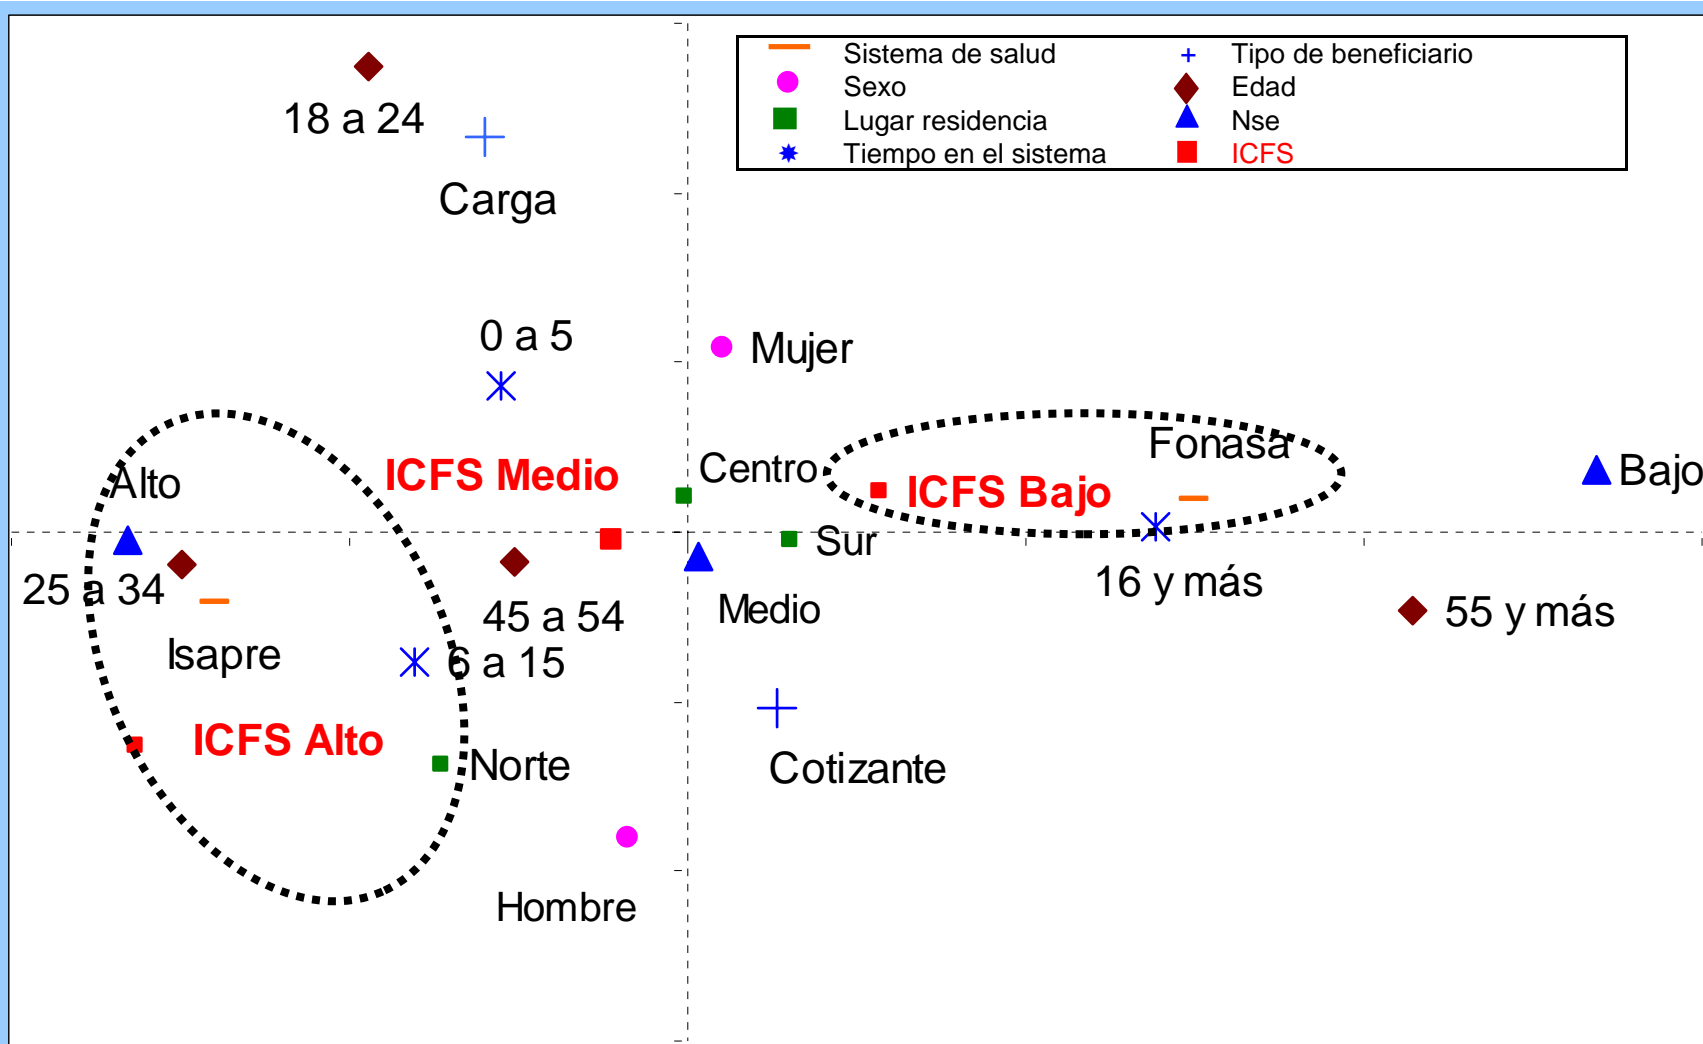 Sistema de salud
Tipo de beneficiario
Sexo
Edad
Lugar residencia
Nse
Tiempo en el sistema
ICFS
18 a 24
Carga
0 a 5
Mujer
Fonasa
Centro
ICFS Medio
Bajo
Alto
ICFS Bajo
Sur
16 y más
25 a 34
Medio
55 y más
45 a 54
Isapre
6 a 15
ICFS Alto
Norte
Cotizante
Hombre